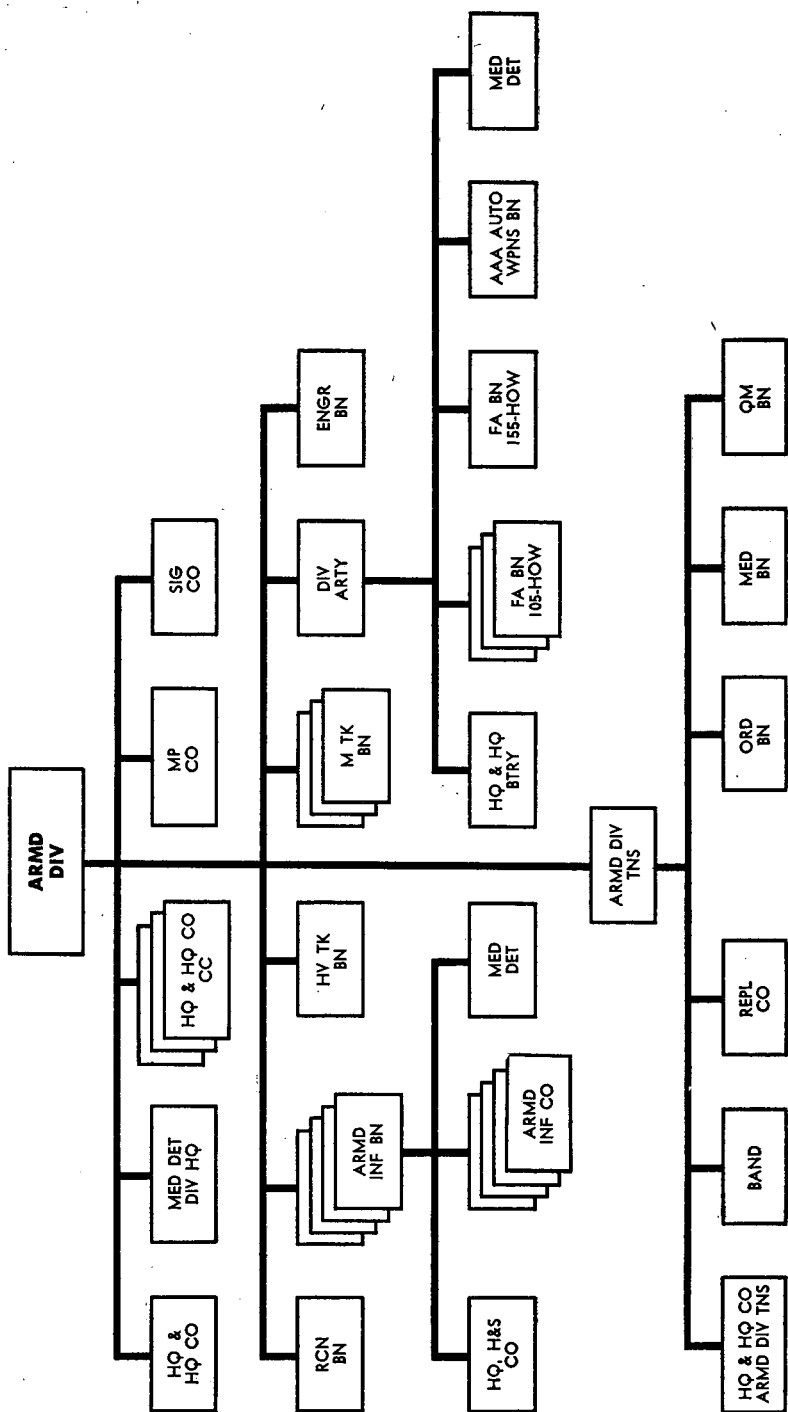 ARMD
DIV
HQ &
HQ CO
MED DET
DIV HQ
HQ & HQ CO
CC
MP
CO
SIG
CO
RCN
BN
ARMD
INF BN
HV TK
BN
M TK
BN
DIV
ARTY
ENGR
BN
HQ, H&S
CO
ARMD
INF CO
MED
DET
HQ & HQ
BTRY
FA BN
105-HOW
FA BN
155-HOW
AAA AUTO
WPNS BN
MED
DET
ARMD DIV
TNS
HQ & HQ CO
ARMD DIV TNS
BAND
REPL
CO
ORD
BN
MED
BN
QM
BN